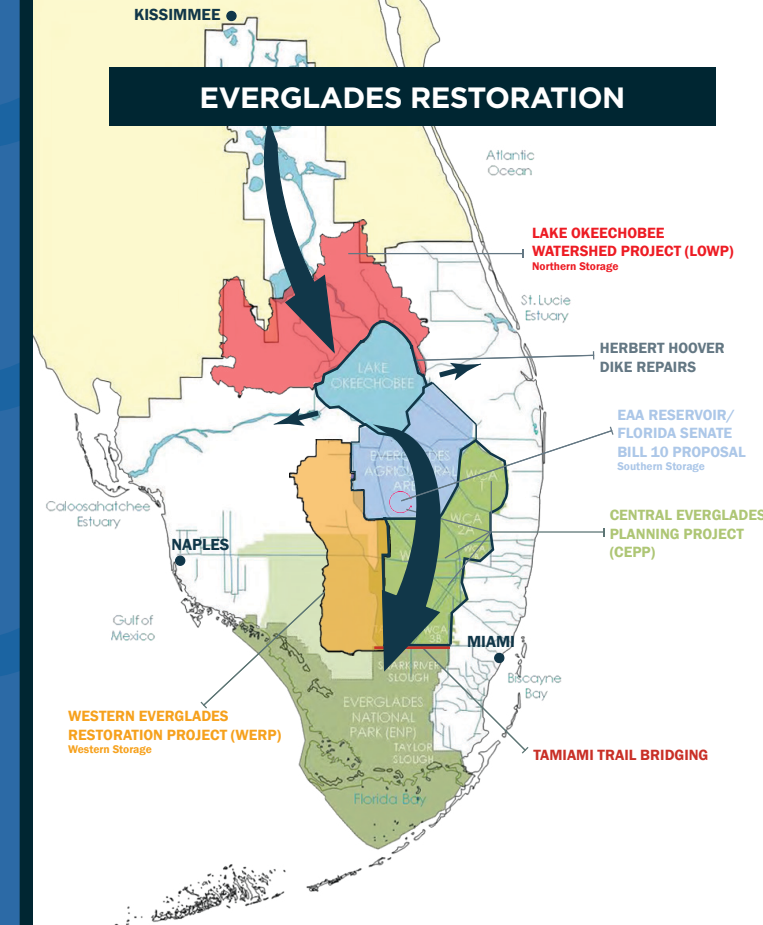 KISSIMMEE
EVERGLADES RESTORATION
Atlantic
Ocean
LAKE OKEECHOBEE
WATERSHED PROJECT (LOWP)
Northern Storage
St. Lucie
Estuary
HERBERT HOOVER
DIKE REPAIRS
LAKE
OKEECHOBEE
EAA RESERVOIR/
FLORIDA SENATE
BILL 10 PROPOSAL
Southern Storage
WCA
WCA
2A
Caloosahatchee
Estuary
CENTRAL EVERGLADES
PLANNING PROJECT
(CEPP)
NAPLES
Gulf of
Mexico
WCA
3B
MIAMI
SLOUGH
Biscayne
Bay
EVERGLADES
NATIONAL
PARK (ENP)
TAYLOR
SLOUGH
WESTERN EVERGLADES
RESTORATION PROJECT (WERP)
Western Storage
TAMIAMI TRAIL BRIDGING
Florida Bay